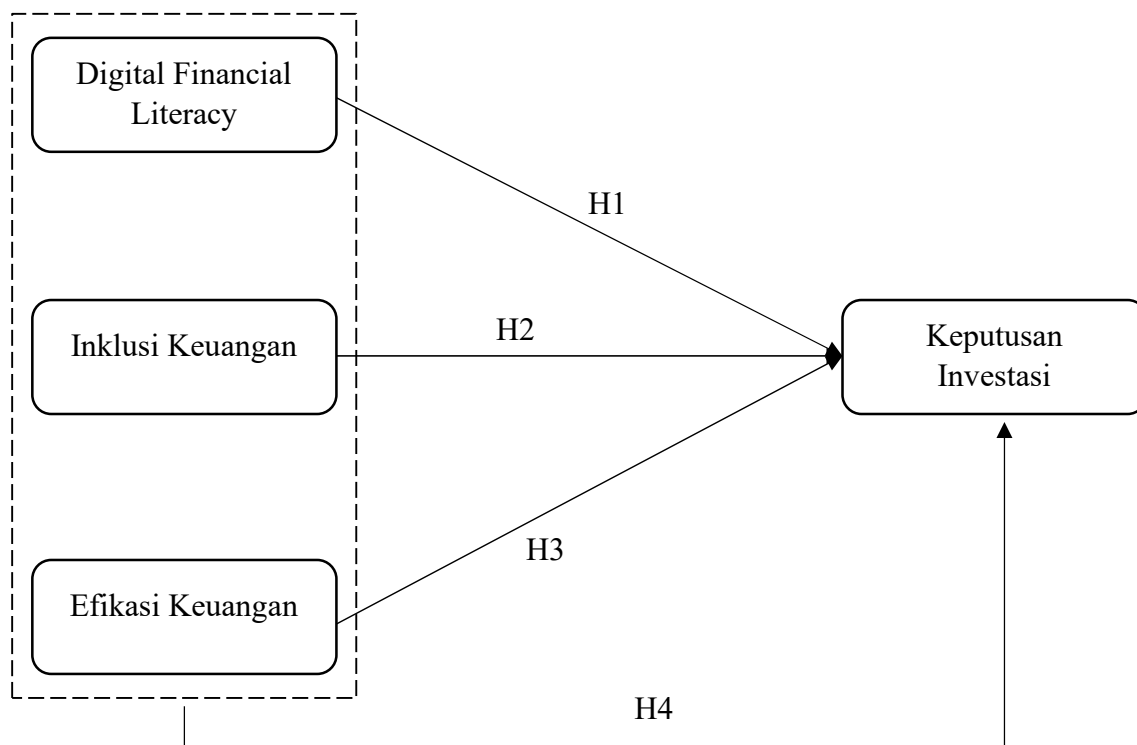 Digital Financial
Literacy
H1
Inklusi Keuangan
H2
Keputusan
Investasi
Efikasi Keuangan
H3
H4